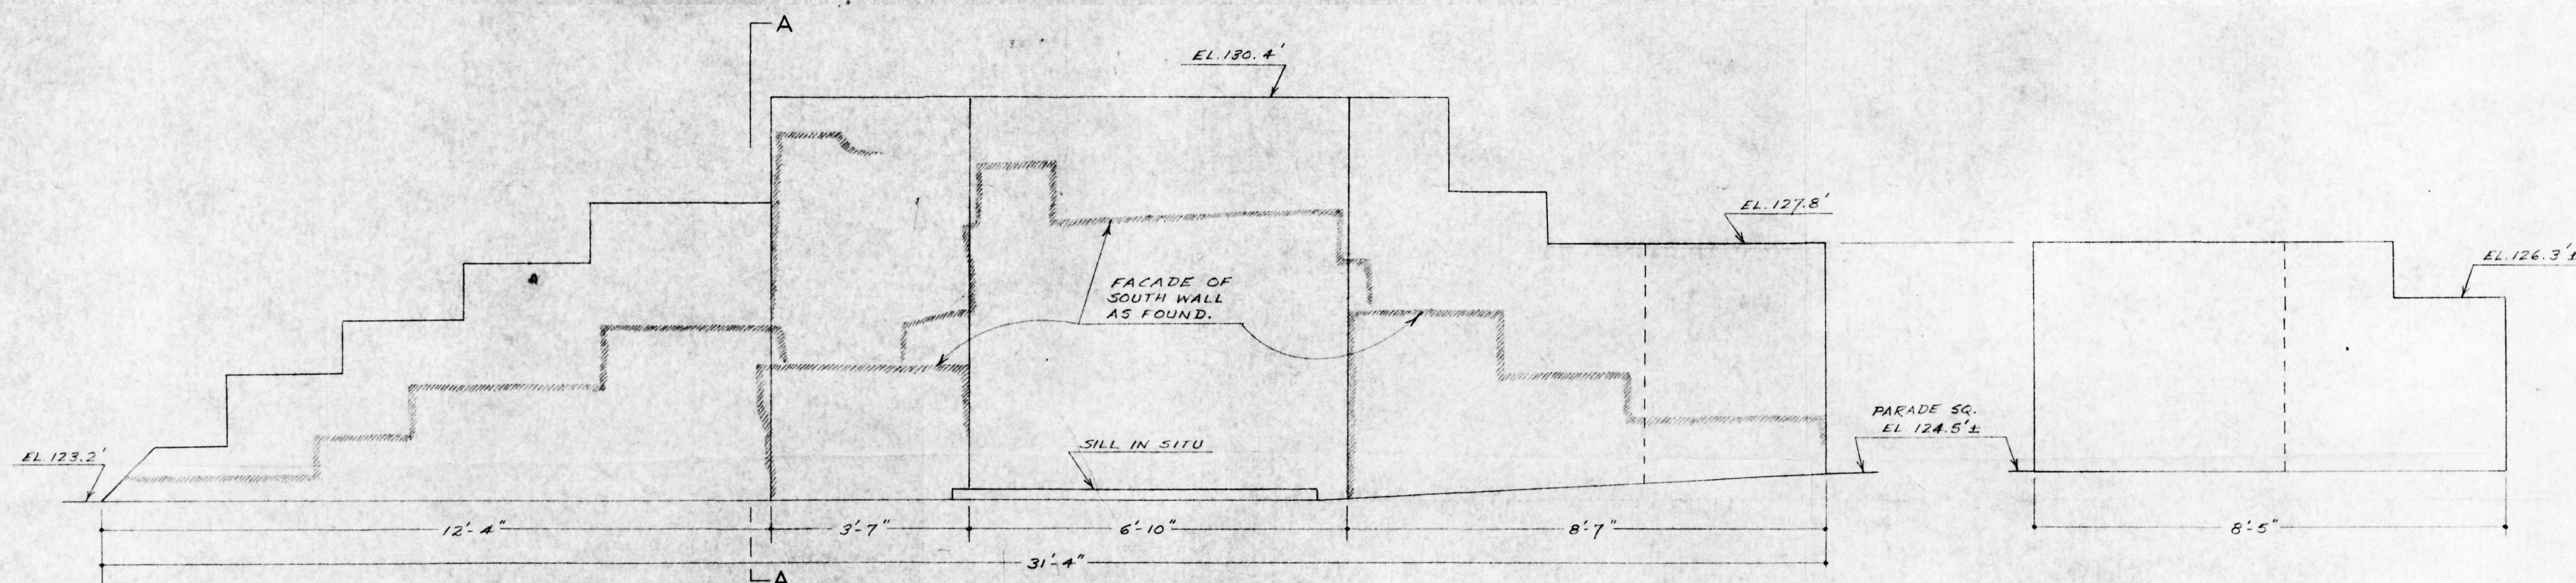 A
EL. 130.4'
EL. 127.8'
EL. 126.3' ±
FACADE OF
SOUTH WALL
AS FOUND.
PARADE SQ.
EL 124.5' ±
SILL IN SITU
EL. 123.2'
12'-4" 3'-7" 6'-10" 8'-7" 8'-5"
31'-4"
A